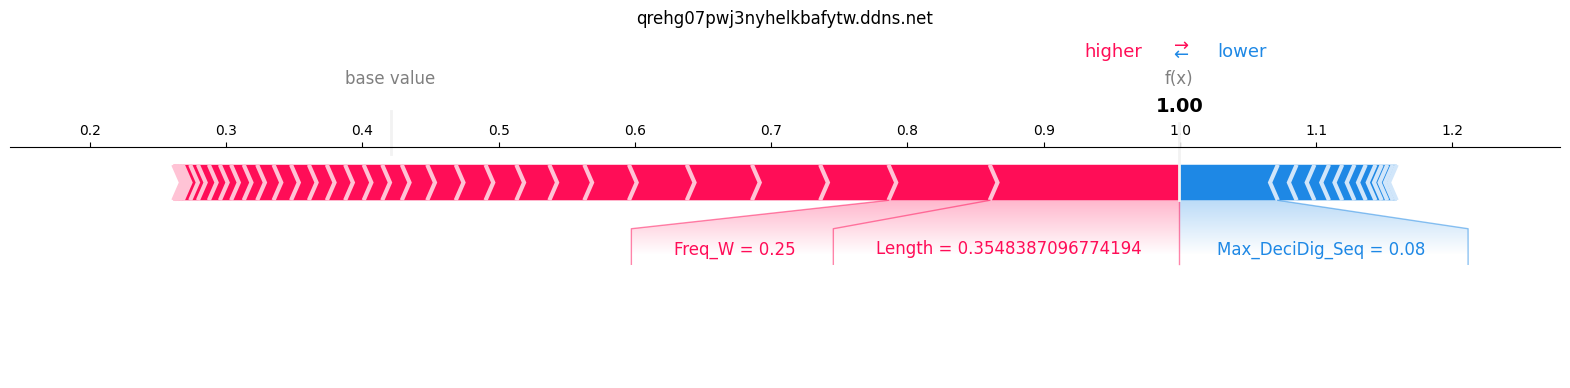 qrehg07pwj3nyhelkbafytw.ddns.net
higher ⇄ lower
base value f(x)
1.00
0.2 0.3 0.4 0.5 0.6 0.7 0.8 0.9 1.0 1.1 1.2
Freq_W = 0.25 Length = 0.3548387096774194 Max_DeciDig_Seq = 0.08